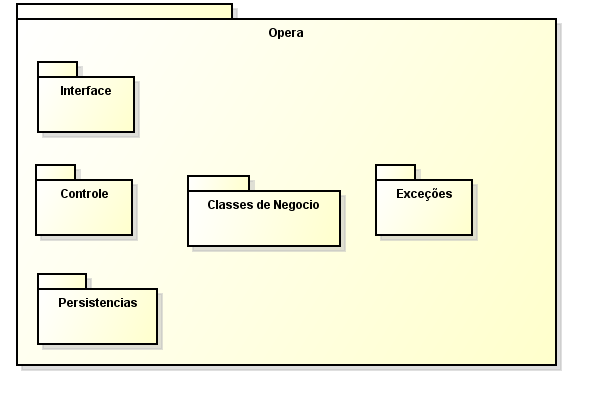 Opera
Interface
Controle
Classes de Negocio
Exceções
Persistencias